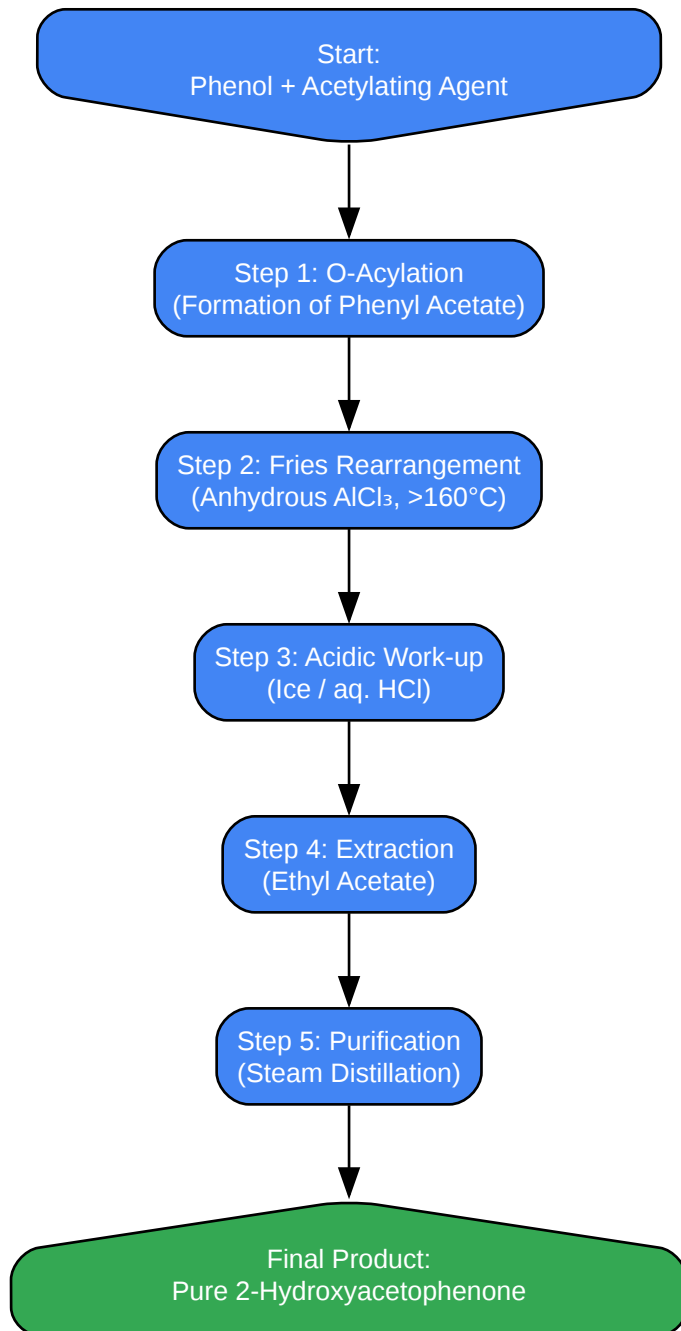 Start:
Phenol + Acetylating Agent
Step 1: O-Acylation
(Formation of Phenyl Acetate)
Step 2: Fries Rearrangement
(Anhydrous AlCl₃, >160°C)
Step 3: Acidic Work-up
(Ice / aq. HCl)
Step 4: Extraction
(Ethyl Acetate)
Step 5: Purification
(Steam Distillation)
Final Product:
Pure 2-Hydroxyacetophenone